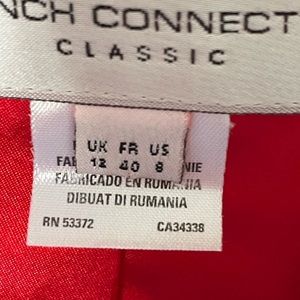 NCH CONNECT
CLASSIC
UK FR US
12 40 8
FABRICADO EN RUMANIA
DIBUAT DI RUMANIA
RN 53372 CA34338